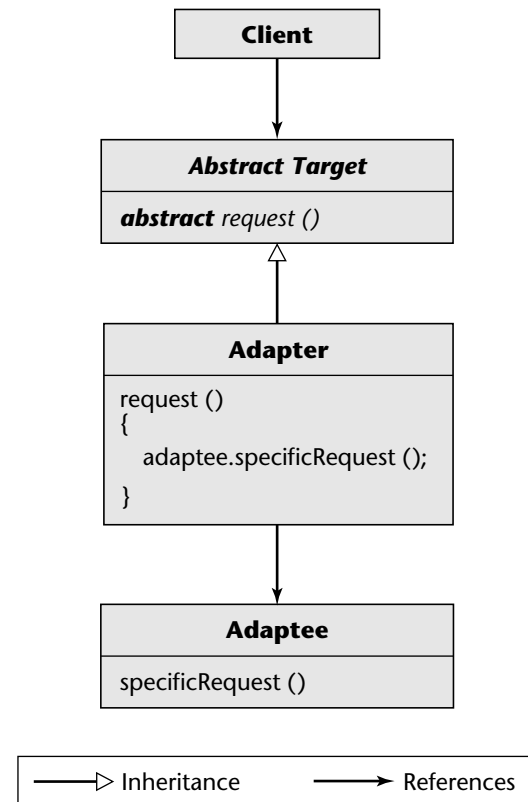 Client
Abstract Target
abstract request ()
Adapter
request ()
{
adaptee.specificRequest ();
}
Adaptee
specificRequest ()
Inheritance References